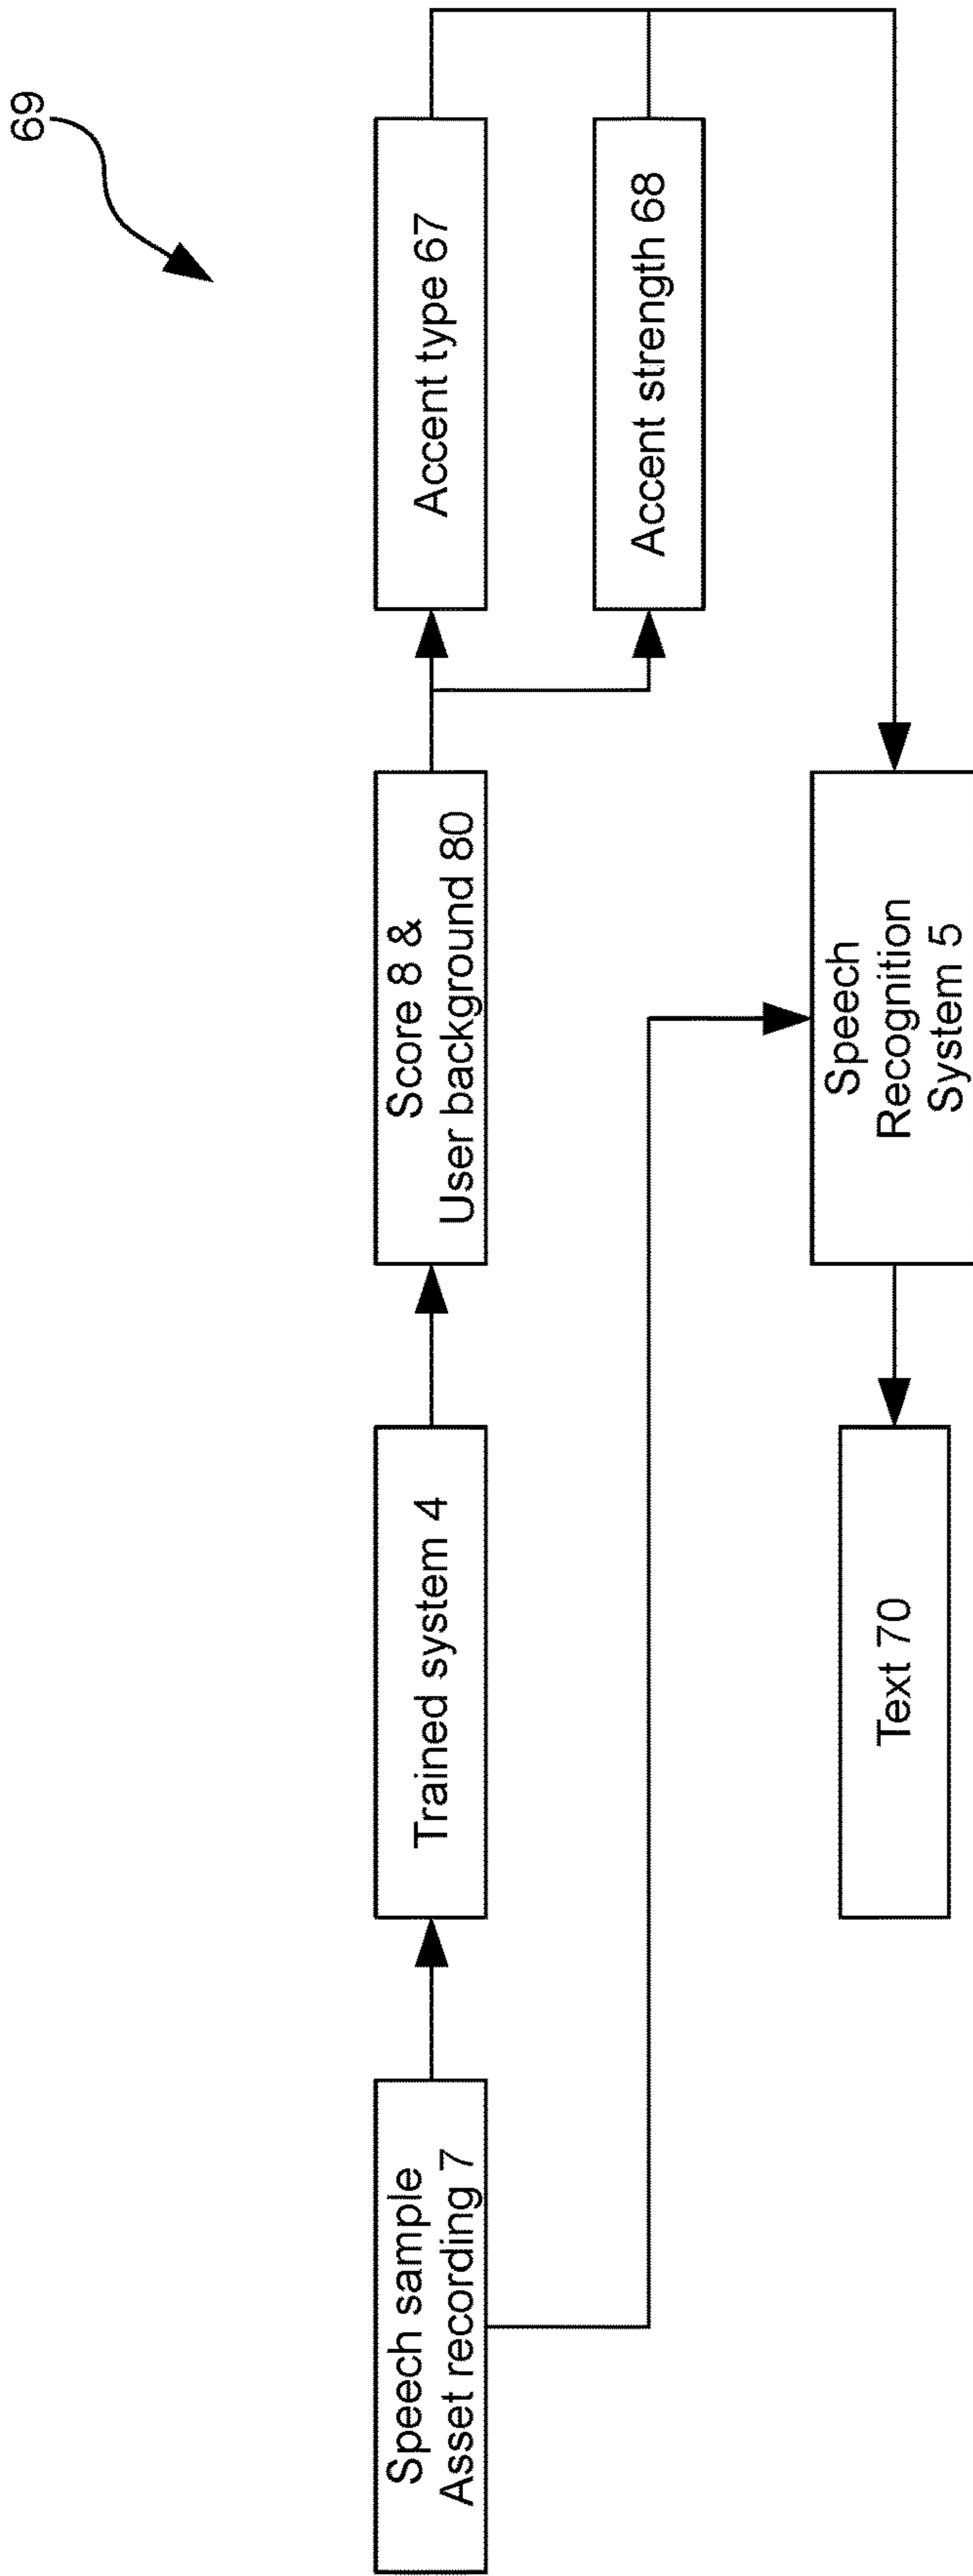 69
Speech sample
Asset recording 7
Trained system 4
Score 8 &
User background 80
Accent type 67
Accent strength 68
Text 70
Speech
Recognition
System 5